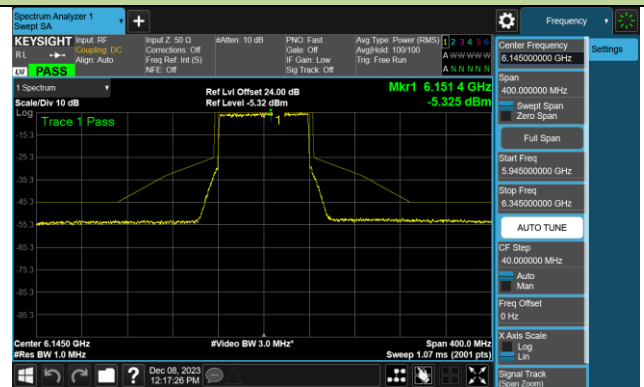 Spectrum Analyzer 1
Swept SA
Frequency
KEYSIGHT
Input: RF
Input Z: 50 Ω
#Atten: 10 dB
PNO: Fast
Avg Type: Power (RMS)
1 2 3 4 5 6
RL
Coupling: DC
Corrections: Off
Gate: Off
Avg|Hold: 100/100
A W W W W W
Align: Auto
Freq Ref: Int (S)
IF Gain: Low
Trig: Free Run
LXI
PASS
NFE: Off
Sig Track: Off
A N N N N N
1 Spectrum
Ref Lvl Offset 24.00 dB
Mkr1 6.151 4 GHz
Scale/Div 10 dB
Ref Level -5.32 dBm
-5.325 dBm
Log
Trace 1 Pass
1
-15.3
-25.3
-35.3
-45.3
-55.3
-65.3
-75.3
-85.3
-95.3
Center 6.1450 GHz
#Video BW 3.0 MHz*
Span 400.0 MHz
#Res BW 1.0 MHz
Sweep 1.07 ms (2001 pts)
?
Dec 08, 2023
12:17:26 PM
Center Frequency
6.145000000 GHz
Settings
Span
400.000000 MHz
Swept Span
Zero Span
Full Span
Start Freq
5.945000000 GHz
Stop Freq
6.345000000 GHz
AUTO TUNE
CF Step
40.000000 MHz
Auto
Man
Freq Offset
0 Hz
X Axis Scale
Log
Lin
Signal Track
(Span Zoom)